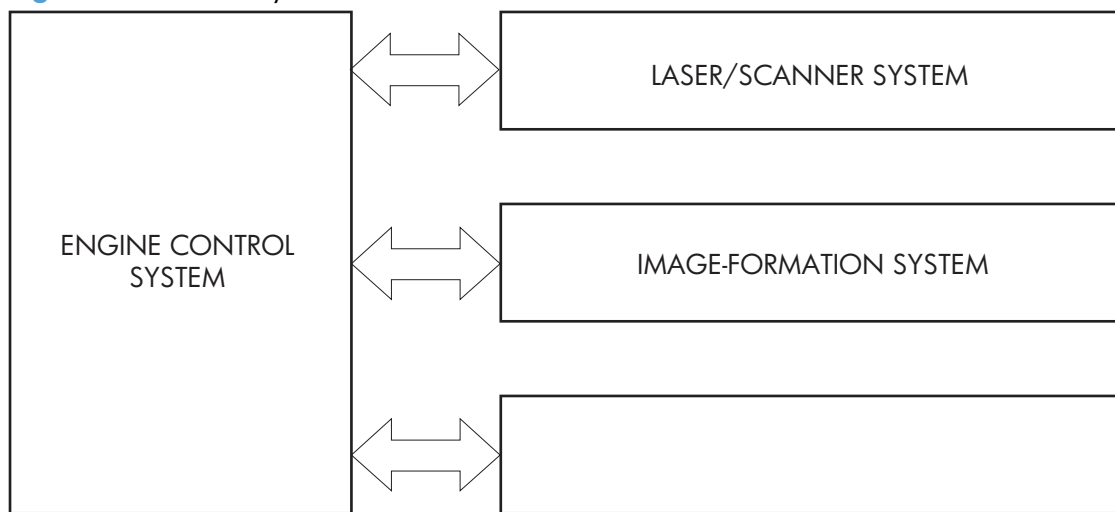 ENGINE CONTROL
SYSTEM
LASER/SCANNER SYSTEM
IMAGE-FORMATION SYSTEM